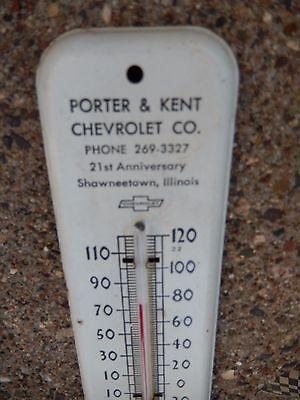 PORTER & KENT
CHEVROLET CO.
PHONE 269-3327
21st Anniversary
Shawneetown, Illinois
CHEVROLET
120
22
110
100
90
80
70
60
50
40
30
20
10